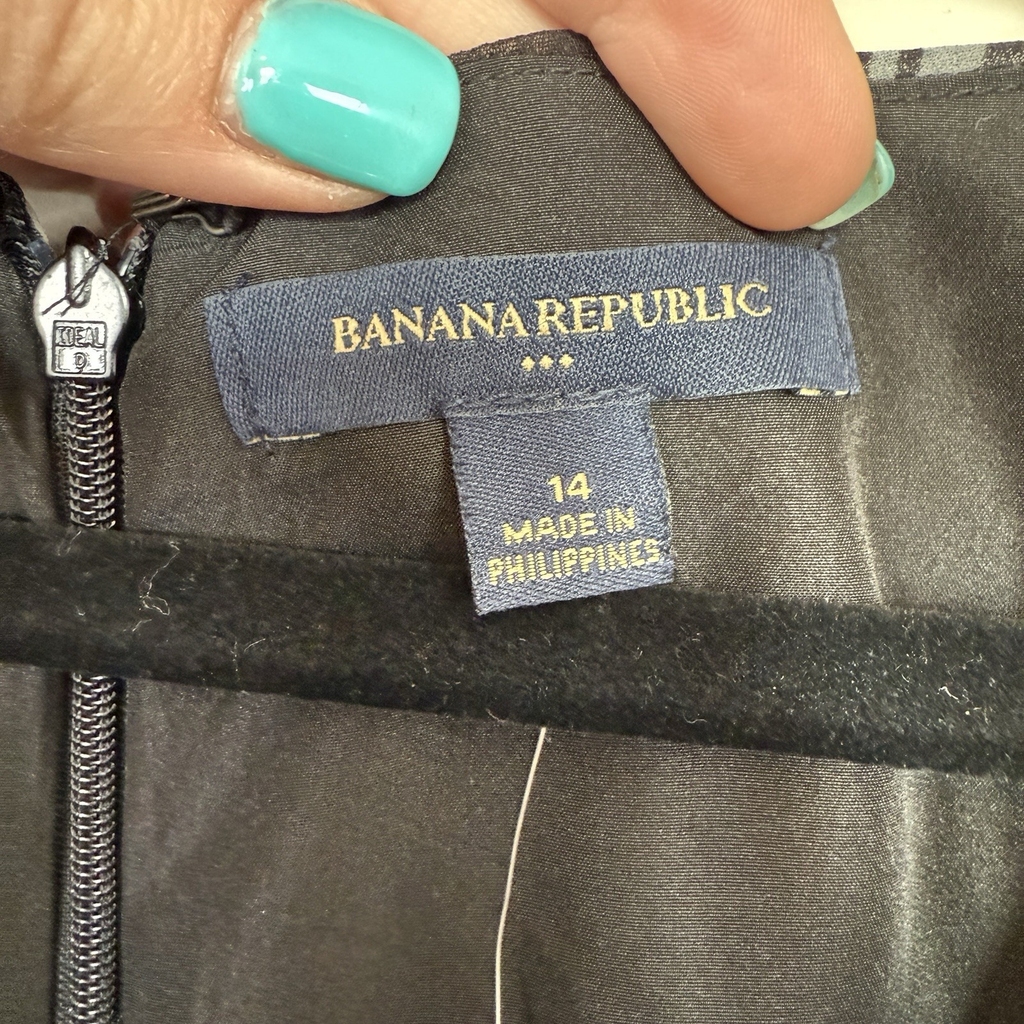 IDEAL
D
BANANA REPUBLIC
14
MADE IN
PHILIPPINES